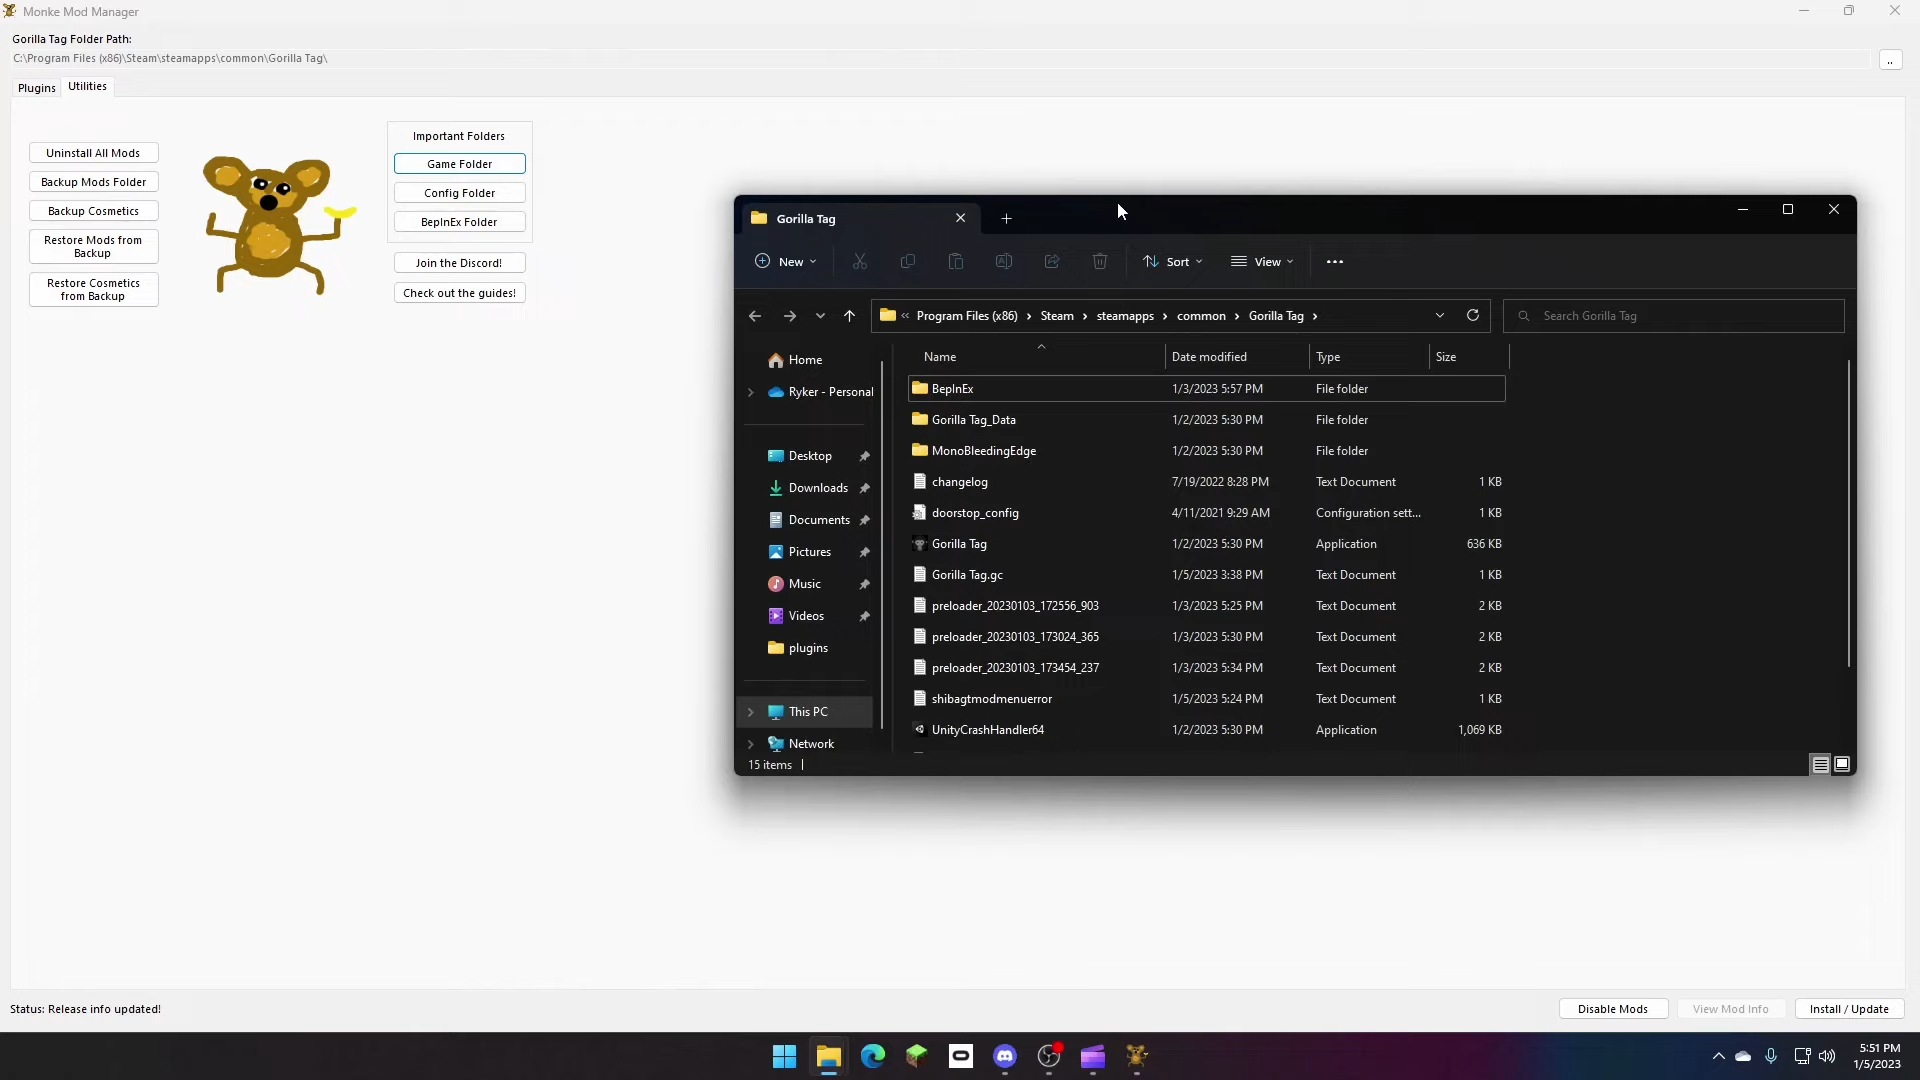 Monke Mod Manager
Gorilla Tag Folder Path:
C:\Program Files (x86)\Steam\steamapps\common\Gorilla Tag\
..
Plugins
Utilities
Uninstall All Mods
Backup Mods Folder
Backup Cosmetics
Restore Mods from
Backup
Restore Cosmetics
from Backup
Important Folders
Game Folder
Config Folder
BepInEx Folder
Join the Discord!
Check out the guides!
Gorilla Tag
New
Sort
View
« Program Files (x86) › Steam › steamapps › common › Gorilla Tag ›
Search Gorilla Tag
Home
Ryker - Personal
Desktop
Downloads
Documents
Pictures
Music
Videos
plugins
This PC
Network
Name Date modified Type Size
BepInEx 1/3/2023 5:57 PM File folder
Gorilla Tag_Data 1/2/2023 5:30 PM File folder
MonoBleedingEdge 1/2/2023 5:30 PM File folder
changelog 7/19/2022 8:28 PM Text Document 1 KB
doorstop_config 4/11/2021 9:29 AM Configuration sett... 1 KB
Gorilla Tag 1/2/2023 5:30 PM Application 636 KB
Gorilla Tag.gc 1/5/2023 3:38 PM Text Document 1 KB
preloader_20230103_172556_903 1/3/2023 5:25 PM Text Document 2 KB
preloader_20230103_173024_365 1/3/2023 5:30 PM Text Document 2 KB
preloader_20230103_173454_237 1/3/2023 5:34 PM Text Document 2 KB
shibagtmodmenuerror 1/5/2023 5:24 PM Text Document 1 KB
UnityCrashHandler64 1/2/2023 5:30 PM Application 1,069 KB
15 items
Status: Release info updated!
Disable Mods
View Mod Info
Install / Update
5:51 PM
1/5/2023